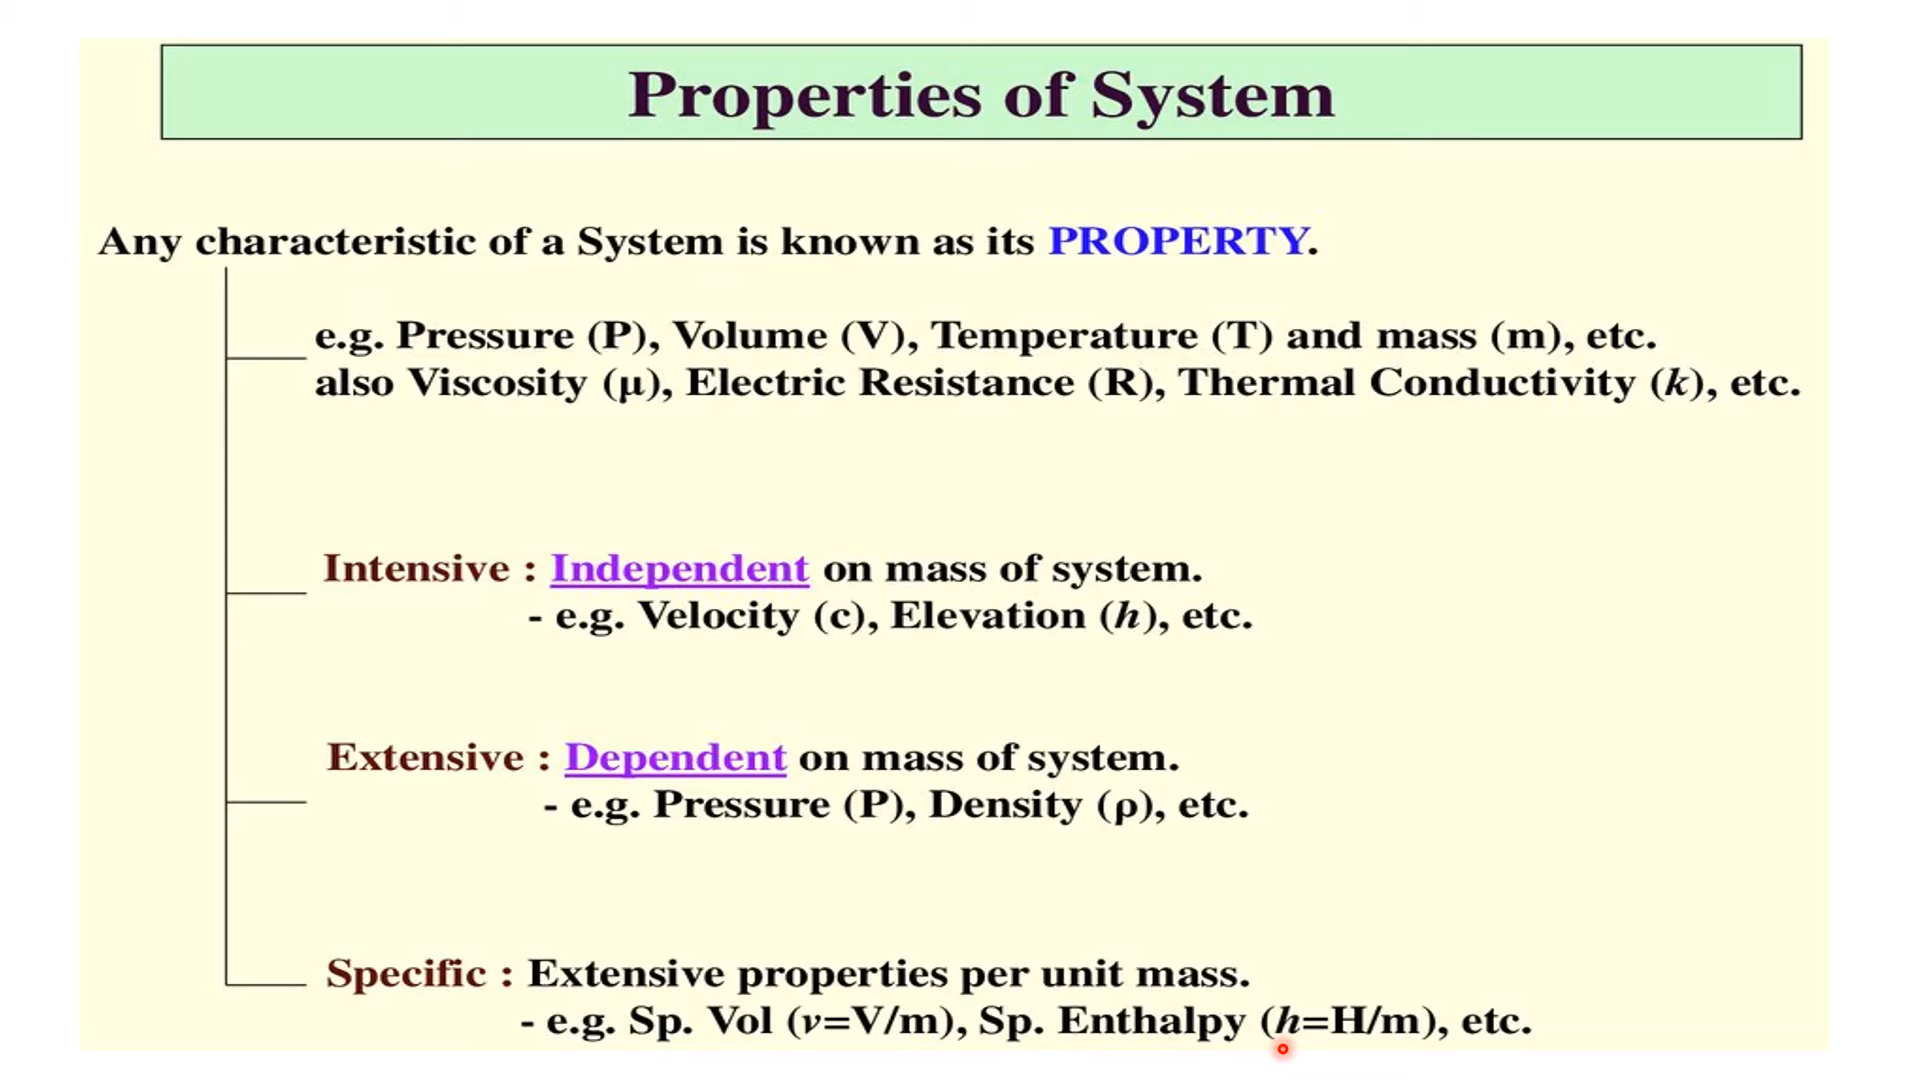 Properties of System
Any characteristic of a System is known as its PROPERTY.
e.g. Pressure (P), Volume (V), Temperature (T) and mass (m), etc.
also Viscosity (μ), Electric Resistance (R), Thermal Conductivity (k), etc.
Intensive : Independent on mass of system.
- e.g. Velocity (c), Elevation (h), etc.
Extensive : Dependent on mass of system.
- e.g. Pressure (P), Density (ρ), etc.
Specific : Extensive properties per unit mass.
- e.g. Sp. Vol (v=V/m), Sp. Enthalpy (h=H/m), etc.